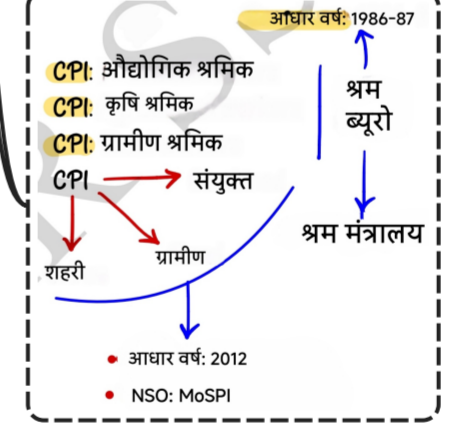 आधार वर्ष: 1986-87
CPI: औद्योगिक श्रमिक
CPI: कृषि श्रमिक
CPI: ग्रामीण श्रमिक
श्रम
ब्यूरो
CPI
संयुक्त
श्रम मंत्रालय
शहरी
ग्रामीण
आधार वर्ष: 2012
NSO: MoSPI